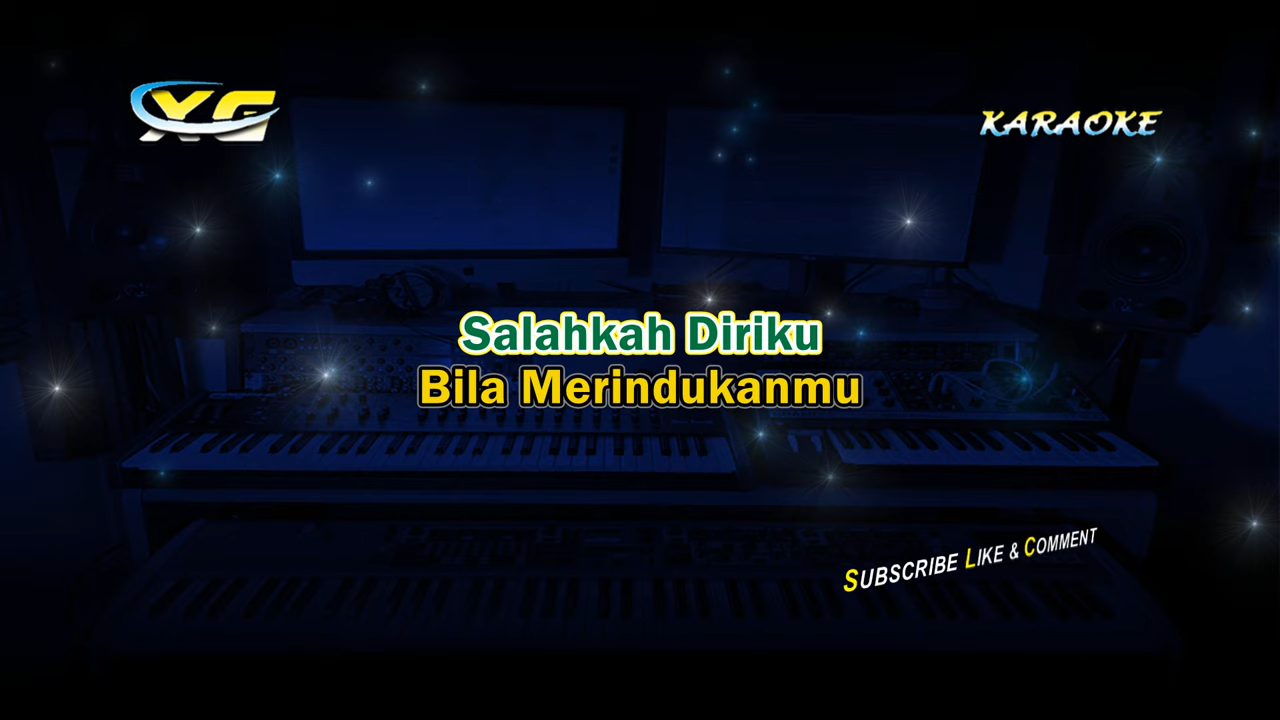 XG
KARAOKE
Salahkah Diriku
Bila Merindukanmu
SUBSCRIBE LIKE & COMMENT